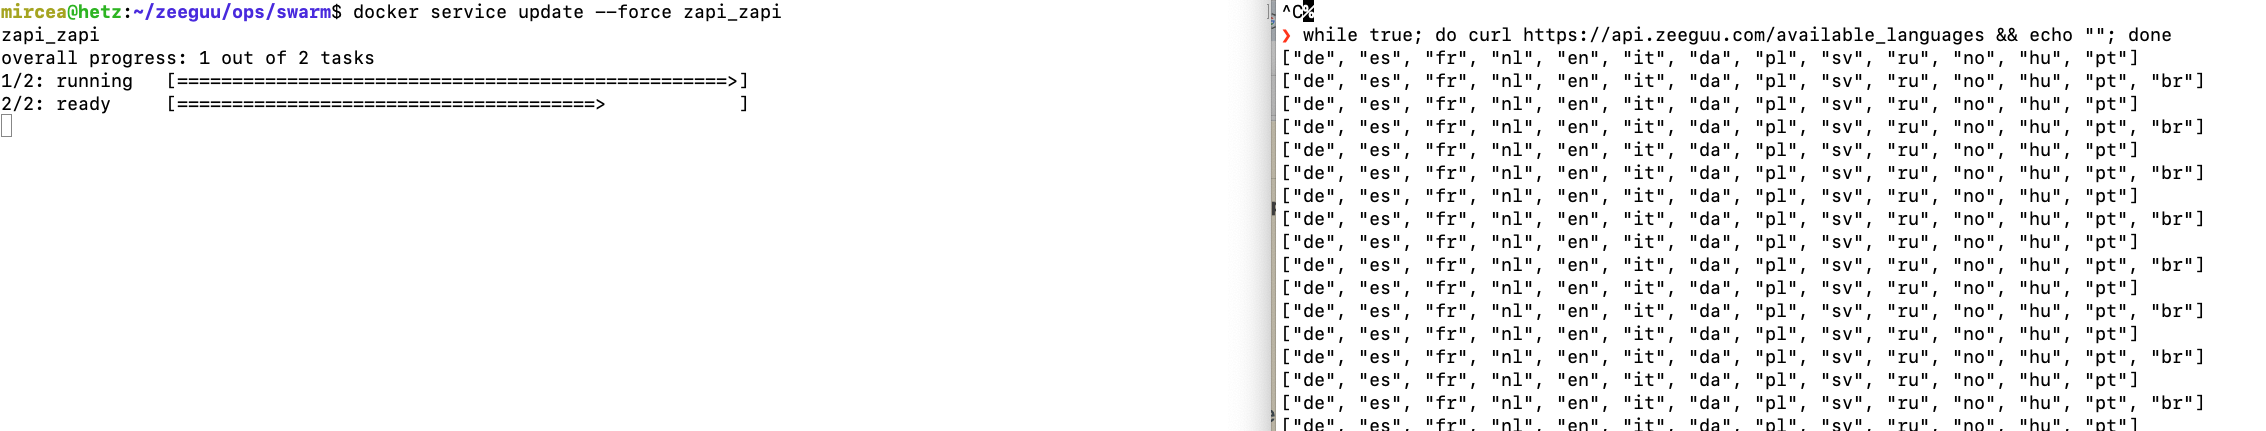 mircea@hetz:~/zeeguu/ops/swarm$ docker service update --force zapi_zapi
zapi_zapi
overall progress: 1 out of 2 tasks
1/2: running   [==================================================>]
2/2: ready     [======================================>            ]
^C%
❯ while true; do curl https://api.zeeguu.com/available_languages && echo ""; done
["de", "es", "fr", "nl", "en", "it", "da", "pl", "sv", "ru", "no", "hu", "pt"]
["de", "es", "fr", "nl", "en", "it", "da", "pl", "sv", "ru", "no", "hu", "pt", "br"]
["de", "es", "fr", "nl", "en", "it", "da", "pl", "sv", "ru", "no", "hu", "pt"]
["de", "es", "fr", "nl", "en", "it", "da", "pl", "sv", "ru", "no", "hu", "pt", "br"]
["de", "es", "fr", "nl", "en", "it", "da", "pl", "sv", "ru", "no", "hu", "pt"]
["de", "es", "fr", "nl", "en", "it", "da", "pl", "sv", "ru", "no", "hu", "pt", "br"]
["de", "es", "fr", "nl", "en", "it", "da", "pl", "sv", "ru", "no", "hu", "pt"]
["de", "es", "fr", "nl", "en", "it", "da", "pl", "sv", "ru", "no", "hu", "pt", "br"]
["de", "es", "fr", "nl", "en", "it", "da", "pl", "sv", "ru", "no", "hu", "pt"]
["de", "es", "fr", "nl", "en", "it", "da", "pl", "sv", "ru", "no", "hu", "pt", "br"]
["de", "es", "fr", "nl", "en", "it", "da", "pl", "sv", "ru", "no", "hu", "pt"]
["de", "es", "fr", "nl", "en", "it", "da", "pl", "sv", "ru", "no", "hu", "pt", "br"]
["de", "es", "fr", "nl", "en", "it", "da", "pl", "sv", "ru", "no", "hu", "pt"]
["de", "es", "fr", "nl", "en", "it", "da", "pl", "sv", "ru", "no", "hu", "pt", "br"]
["de", "es", "fr", "nl", "en", "it", "da", "pl", "sv", "ru", "no", "hu", "pt"]
["de", "es", "fr", "nl", "en", "it", "da", "pl", "sv", "ru", "no", "hu", "pt", "br"]
["de", "es", "fr", "nl", "en", "it", "da", "pl", "sv", "ru", "no", "hu", "pt"]